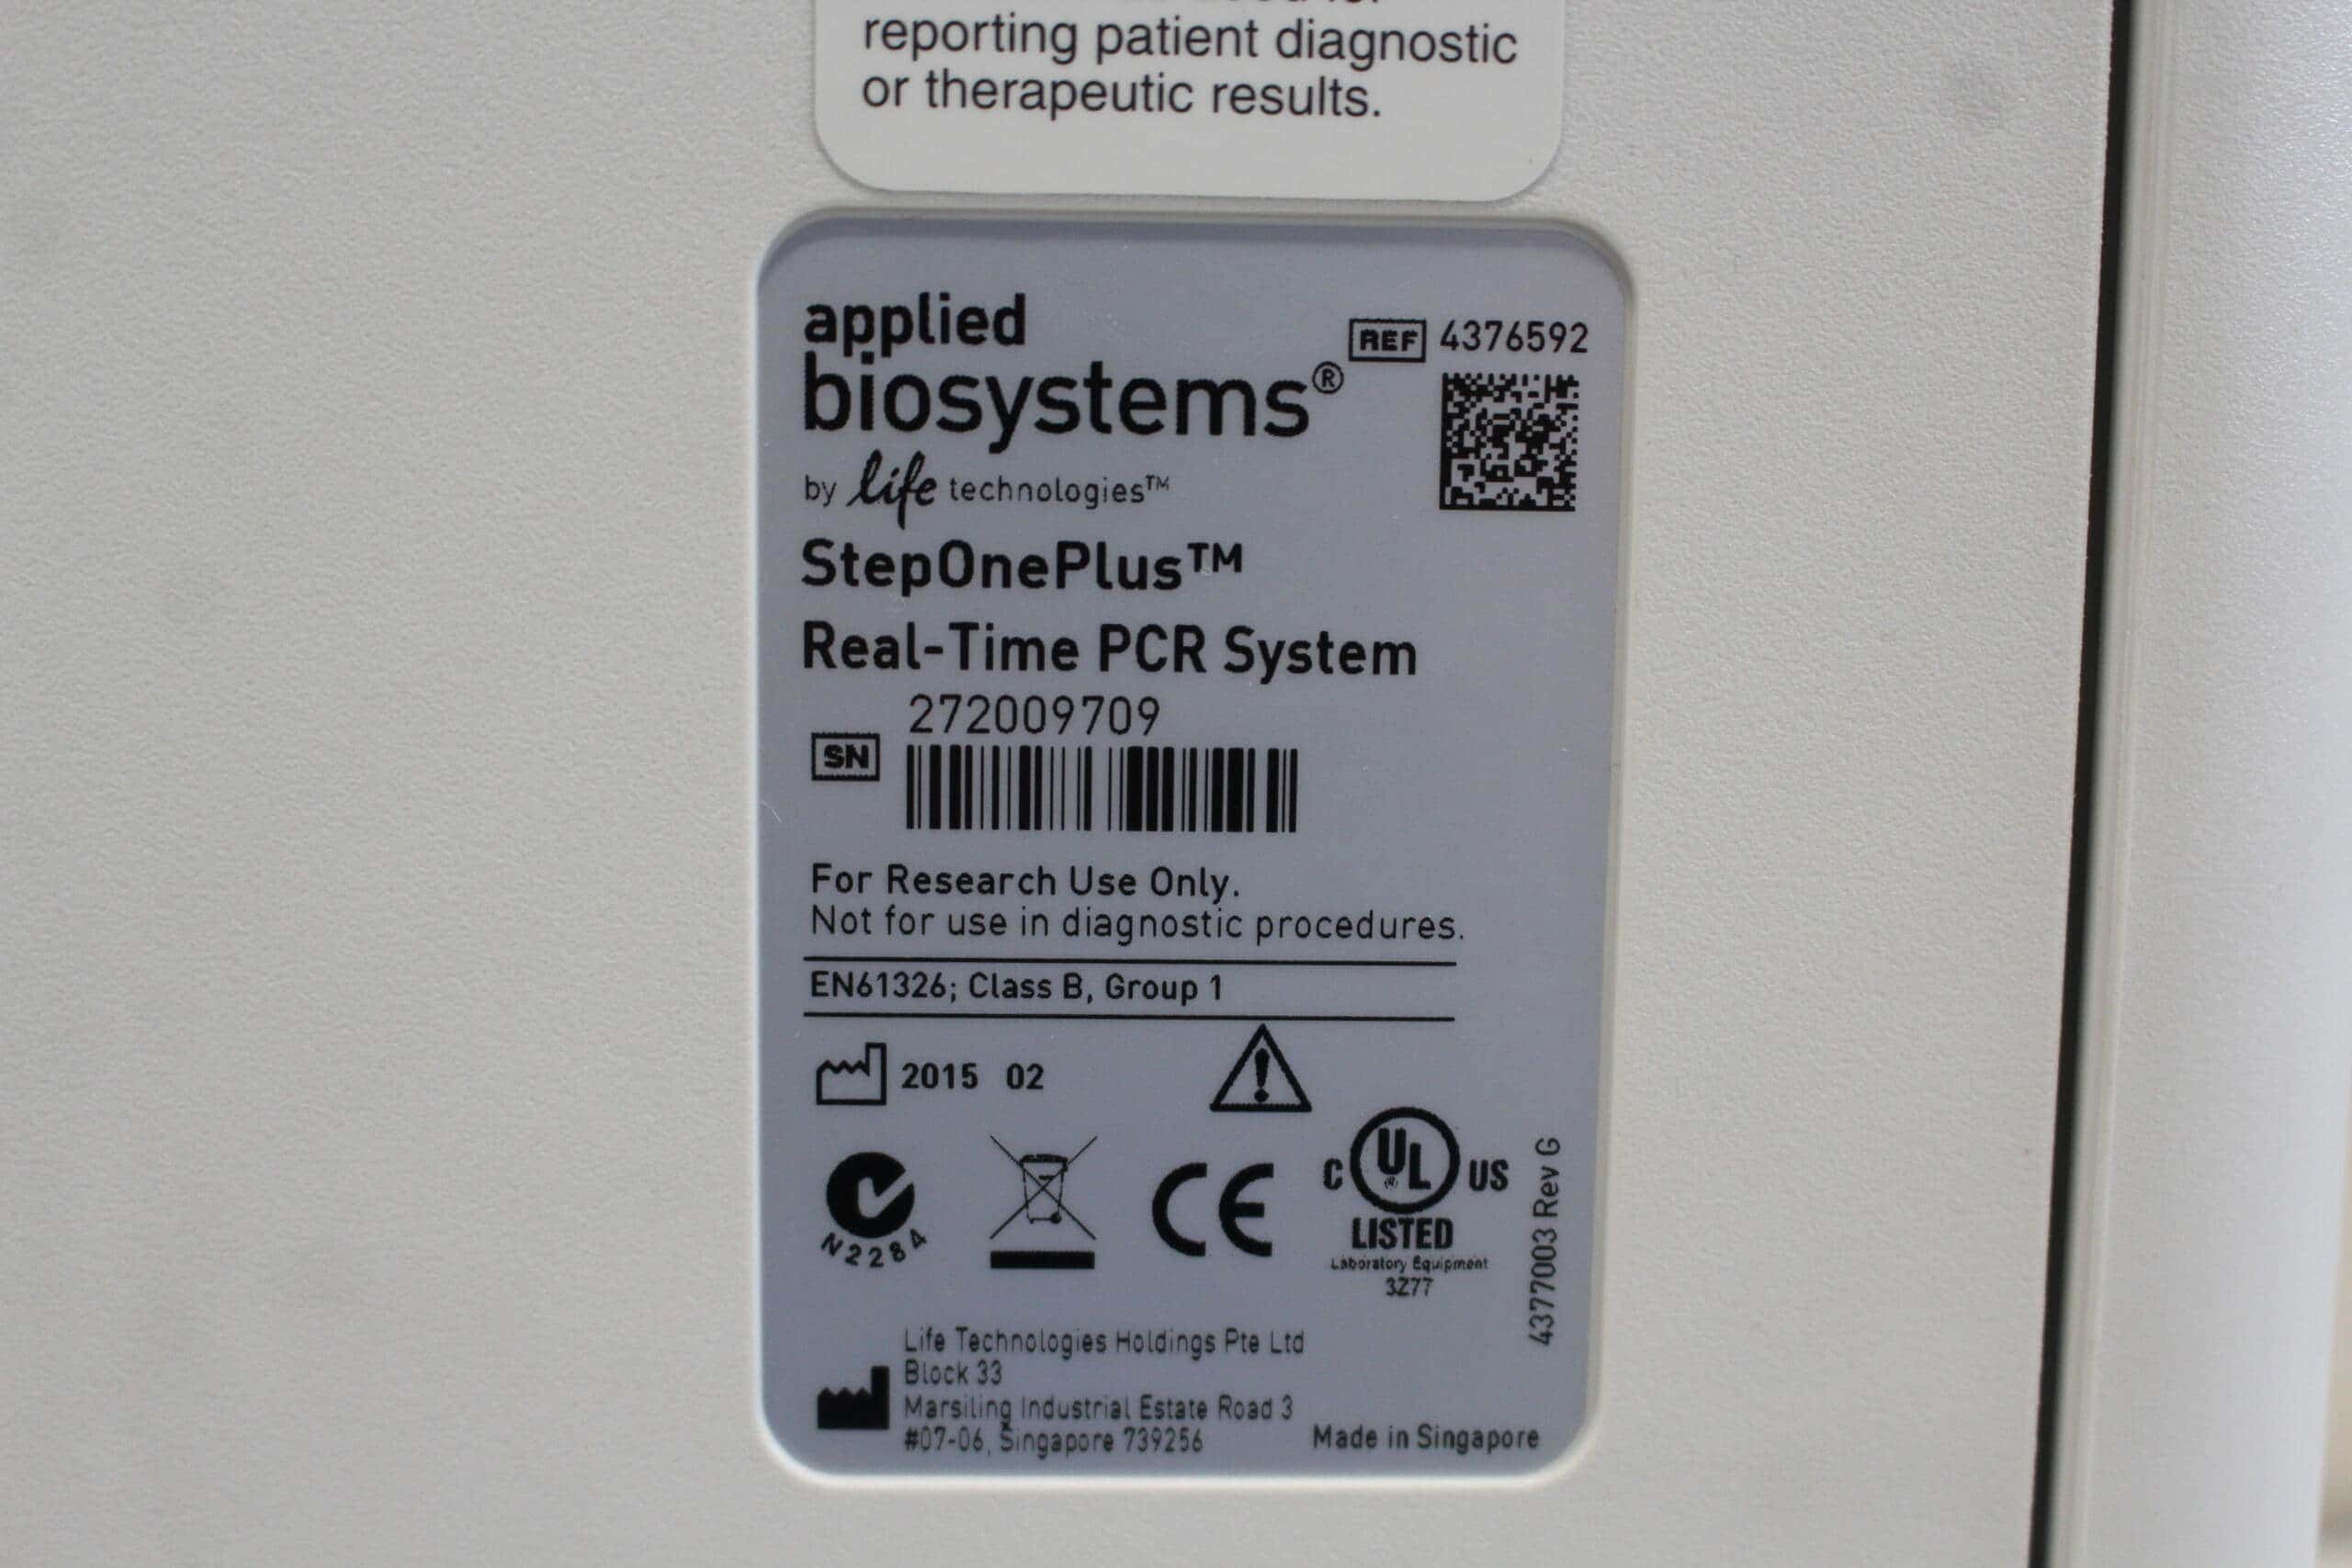 reporting patient diagnostic
or therapeutic results.
applied
biosystems®
REF 4376592
by life technologies™
StepOnePlus™
Real-Time PCR System
272009709
SN
For Research Use Only.
Not for use in diagnostic procedures.
EN61326; Class B, Group 1
2015 02
N2284
CE
C UL® US
LISTED
Laboratory Equipment
3Z77
4377003 Rev G
Life Technologies Holdings Pte Ltd
Block 33
Marsiling Industrial Estate Road 3
#07-06, Singapore 739256
Made in Singapore